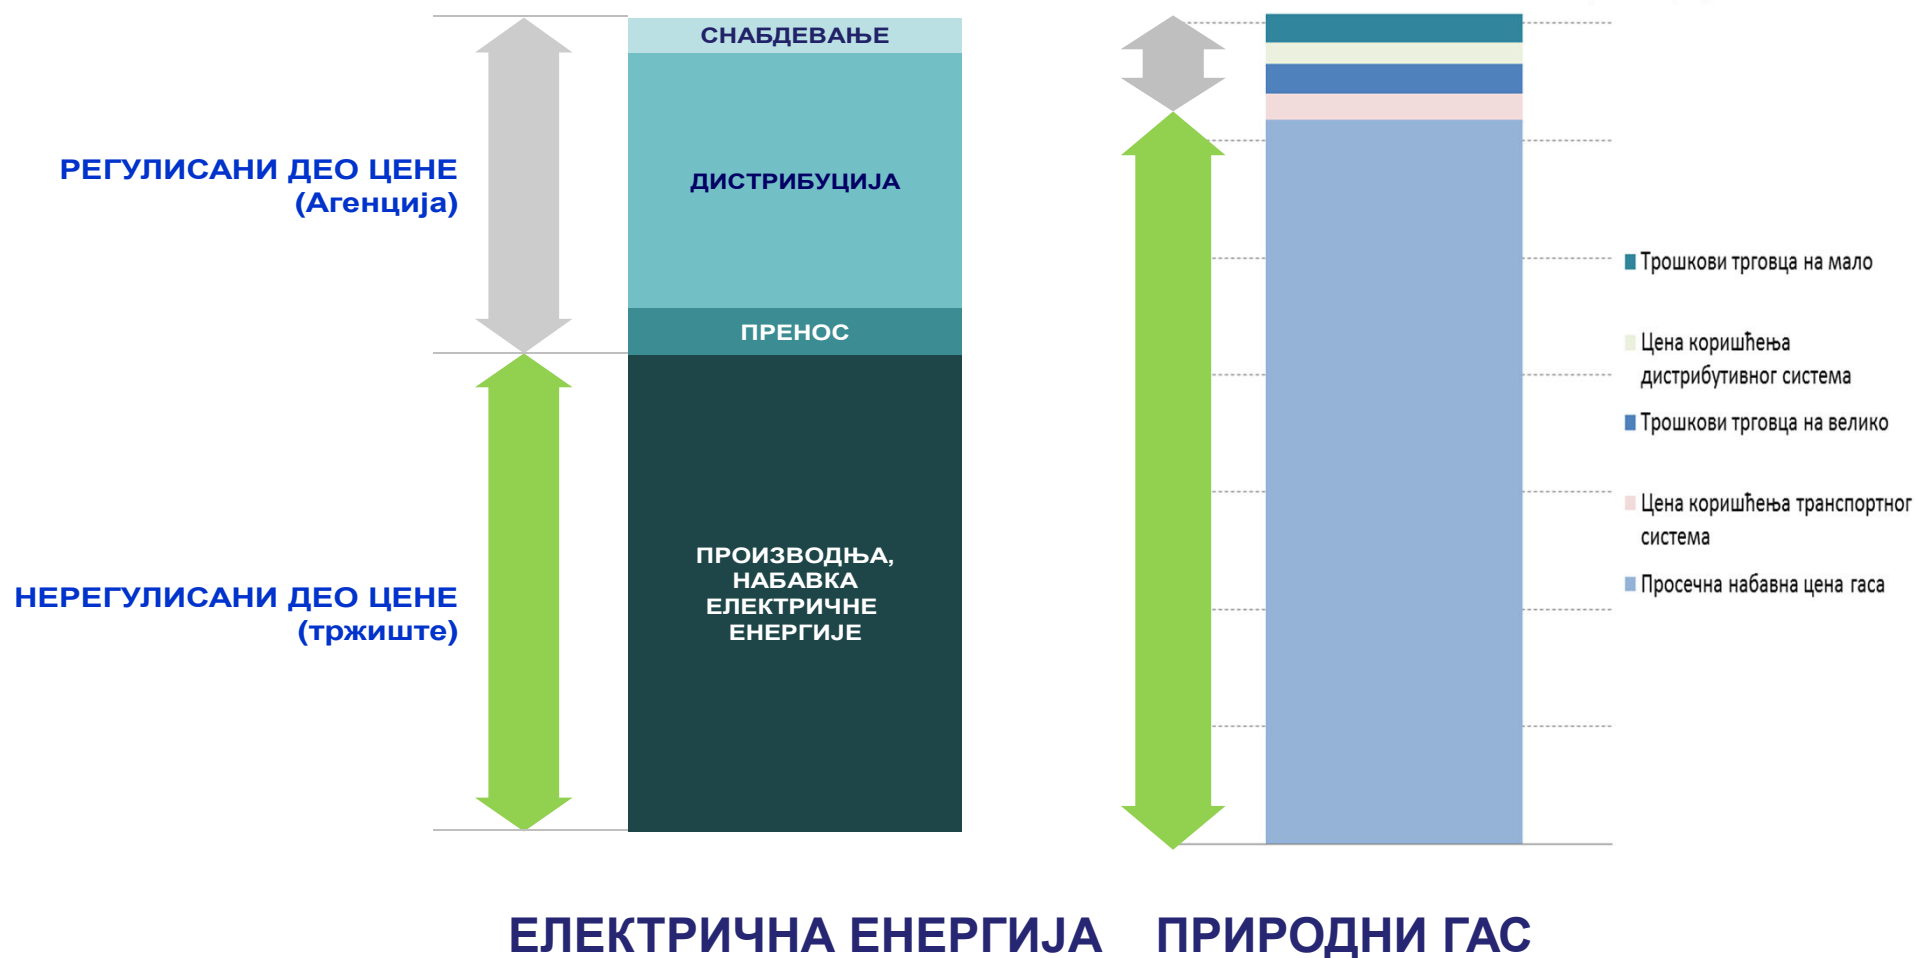 РЕГУЛИСАНИ ДЕО ЦЕНЕ
(Агенција)
НЕРЕГУЛИСАНИ ДЕО ЦЕНЕ
(тржиште)
СНАБДЕВАЊЕ
ДИСТРИБУЦИЈА
ПРЕНОС
ПРОИЗВОДЊА,
НАБАВКА
ЕЛЕКТРИЧНЕ
ЕНЕРГИЈЕ
Трошкови трговца на мало
Цена коришћења
дистрибутивног система
Трошкови трговца на велико
Цена коришћења транспортног
система
Просечна набавна цена гаса
ЕЛЕКТРИЧНА ЕНЕРГИЈА
ПРИРОДНИ ГАС